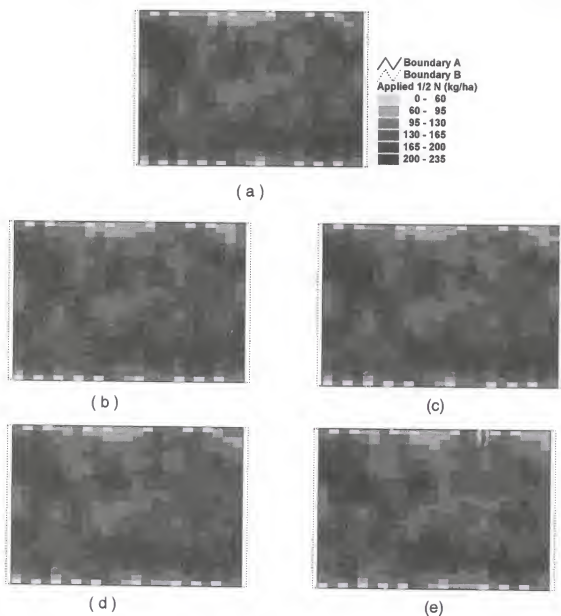 Boundary A
Boundary B
Applied 1/2 N (kg/ha)
0 - 60
60 - 95
95 - 130
130 - 165
165 - 200
200 - 235
( a )
( b )
(c)
( d )
(e)